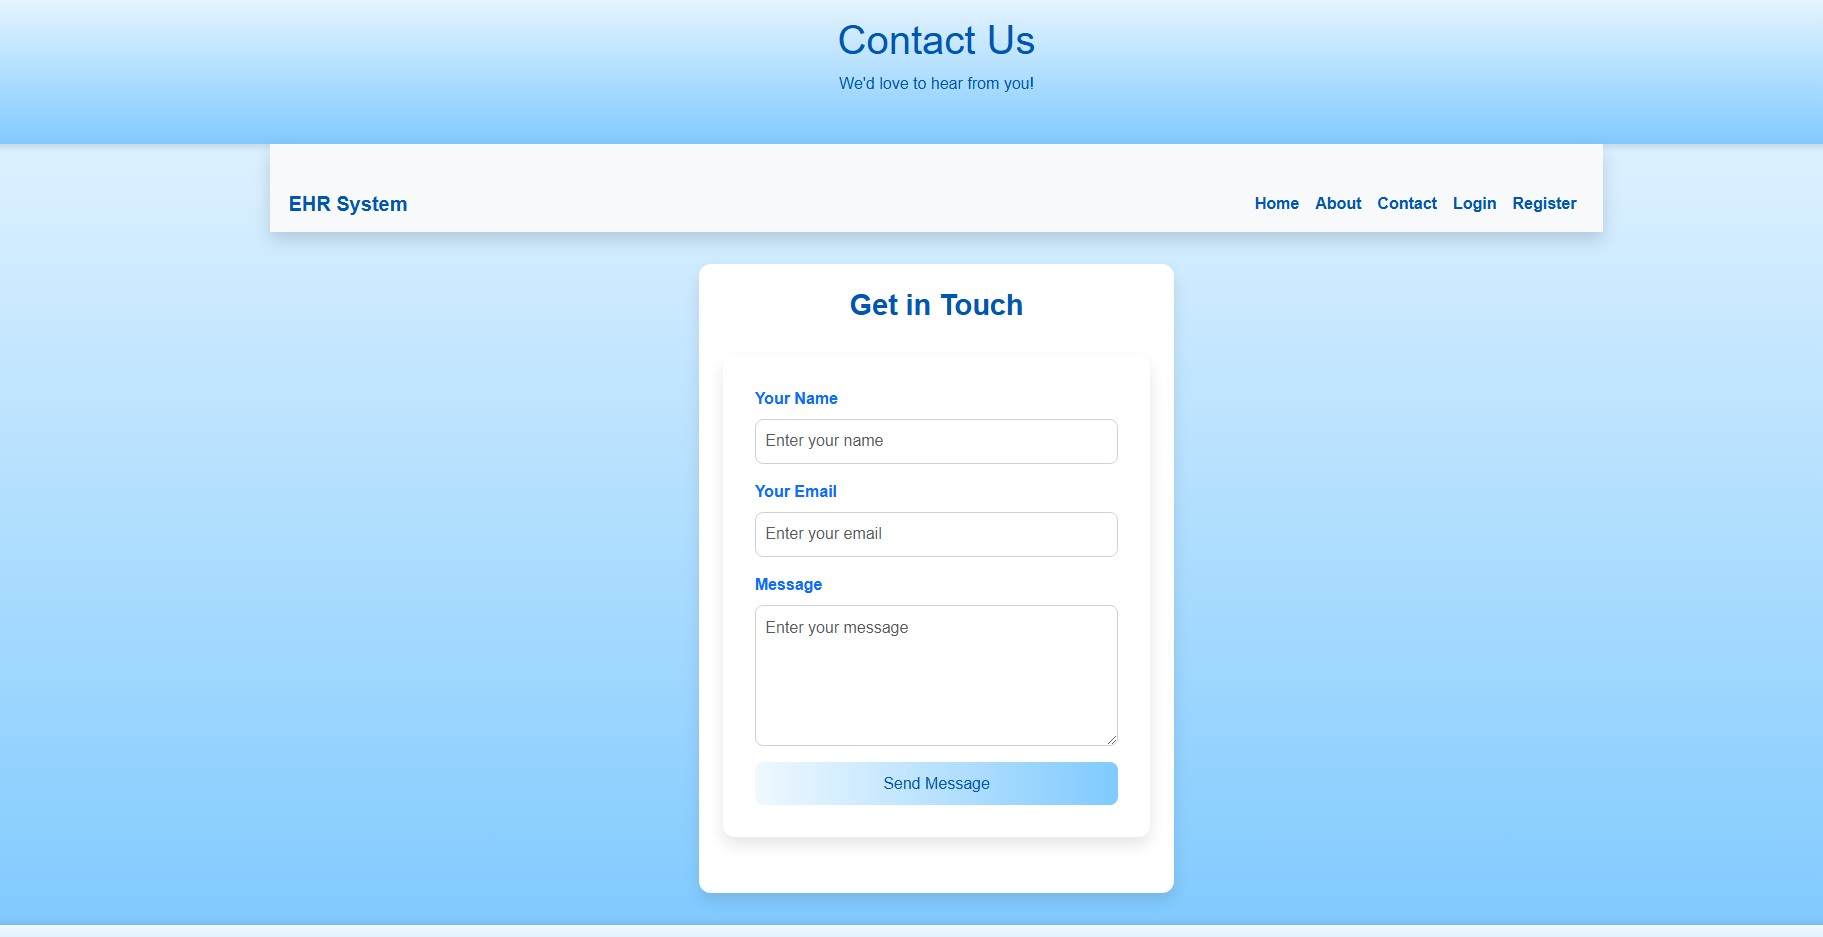 Contact Us
We'd love to hear from you!
EHR System
Home About Contact Login Register
Get in Touch
Your Name
Enter your name
Your Email
Enter your email
Message
Enter your message
Send Message